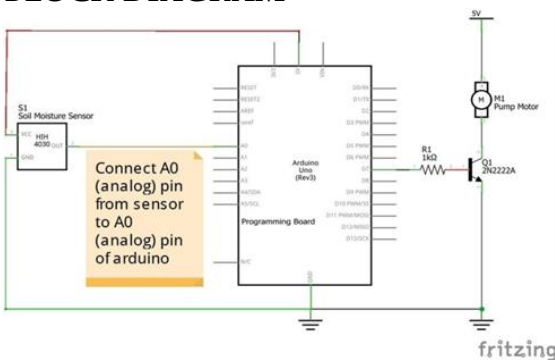 BLOCK DIAGRAM
5V
S1
Soil Moisture Sensor
VCC
HIH
4030
OUT
GND
RESET
RESET2
AREF
ioref
A0
A1
A2
A3
A4/SDA
A5/SCL
N/C
5V
VIN
Arduino
Uno
(Rev3)
Programming Board
GND
D0/RX
D1/TX
D2
D3 PWM
D4
D5 PWM
D6 PWM
D7
D8
D9 PWM
D10 PWM/SS
D11 PWM/MOSI
D12/MISO
D13/SCK
Connect A0
(analog) pin
from sensor
to A0
(analog) pin
of arduino
M
M1
Pump Motor
R1
1kΩ
Q1
2N2222A
fritzing